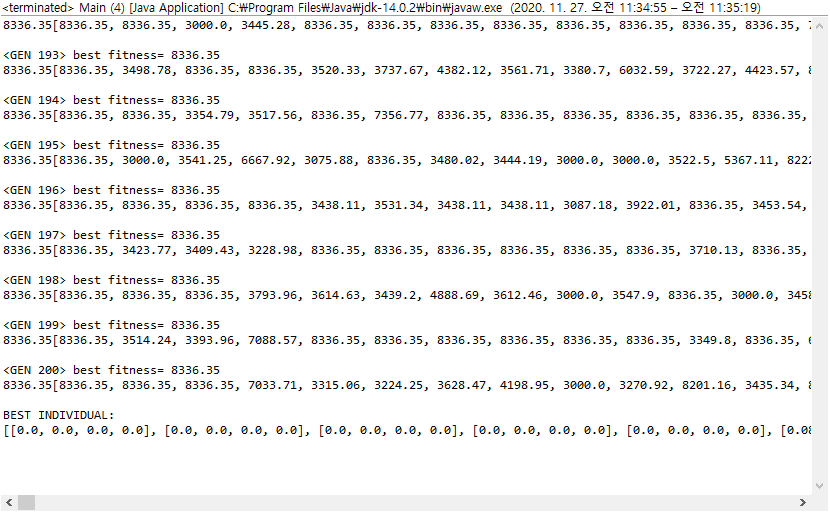 <terminated> Main (4) [Java Application] C:₩Program Files₩Java₩jdk-14.0.2₩bin₩javaw.exe (2020. 11. 27. 오전 11:34:55 – 오전 11:35:19)
8336.35[8336.35, 8336.35, 8336.35, 3000.0, 3445.28, 8336.35, 8336.35, 8336.35, 8336.35, 8336.35, 8336.35, 8336.35, 7
<GEN 193> best fitness= 8336.35
8336.35[8336.35, 3498.78, 8336.35, 8336.35, 3520.33, 3737.67, 4382.12, 3561.71, 3380.7, 6032.59, 3722.27, 4423.57, 8
<GEN 194> best fitness= 8336.35
8336.35[8336.35, 8336.35, 3354.79, 3517.56, 8336.35, 7356.77, 8336.35, 8336.35, 8336.35, 8336.35, 8336.35, 8336.35,
<GEN 195> best fitness= 8336.35
8336.35[8336.35, 3000.0, 3541.25, 6667.92, 3075.88, 8336.35, 3480.02, 3444.19, 3000.0, 3000.0, 3522.5, 5367.11, 8222
<GEN 196> best fitness= 8336.35
8336.35[8336.35, 8336.35, 8336.35, 8336.35, 3438.11, 3531.34, 3438.11, 3438.11, 3087.18, 3922.01, 8336.35, 3453.54,
<GEN 197> best fitness= 8336.35
8336.35[8336.35, 3423.77, 3409.43, 3228.98, 8336.35, 8336.35, 8336.35, 8336.35, 8336.35, 8336.35, 3710.13, 8336.35,
<GEN 198> best fitness= 8336.35
8336.35[8336.35, 8336.35, 8336.35, 3793.96, 3614.63, 3439.2, 4888.69, 3612.46, 3000.0, 3547.9, 8336.35, 3000.0, 3458
<GEN 199> best fitness= 8336.35
8336.35[8336.35, 3514.24, 3393.96, 7088.57, 8336.35, 8336.35, 8336.35, 8336.35, 8336.35, 8336.35, 3349.8, 8336.35, 6
<GEN 200> best fitness= 8336.35
8336.35[8336.35, 8336.35, 8336.35, 7033.71, 3315.06, 3224.25, 3628.47, 4198.95, 3000.0, 3270.92, 8201.16, 3435.34, 8
BEST INDIVIDUAL:
[[0.0, 0.0, 0.0, 0.0], [0.0, 0.0, 0.0, 0.0], [0.0, 0.0, 0.0, 0.0], [0.0, 0.0, 0.0, 0.0], [0.0, 0.0, 0.0, 0.0], [0.08